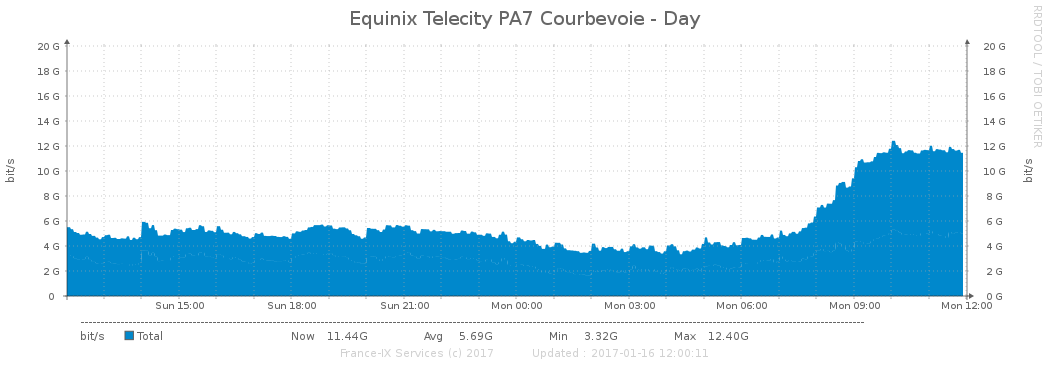 Equinix Telecity PA7 Courbevoie - Day
RRDTOOL / TOBI OETIKER
bit/s
20 G
18 G
16 G
14 G
12 G
10 G
8 G
6 G
4 G
2 G
0
20 G
18 G
16 G
14 G
12 G
10 G
8 G
6 G
4 G
2 G
0 G
bit/s
Sun 15:00 Sun 18:00 Sun 21:00 Mon 00:00 Mon 03:00 Mon 06:00 Mon 09:00 Mon 12:00
bit/s Total Now 11.44G Avg 5.69G Min 3.32G Max 12.40G
France-IX Services (c) 2017 Updated : 2017-01-16 12:00:11